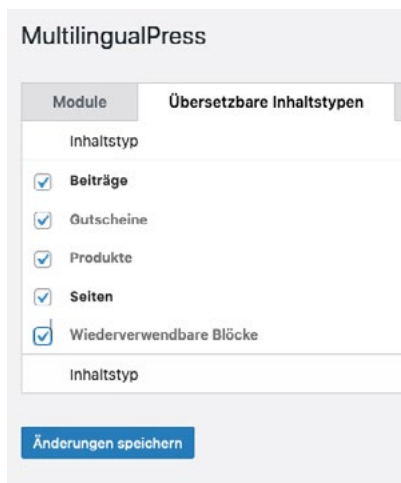 MultilingualPress
Module Übersetzbare Inhaltstypen
Inhaltstyp
Beiträge
Gutscheine
Produkte
Seiten
Wiederverwendbare Blöcke
Inhaltstyp
Änderungen speichern